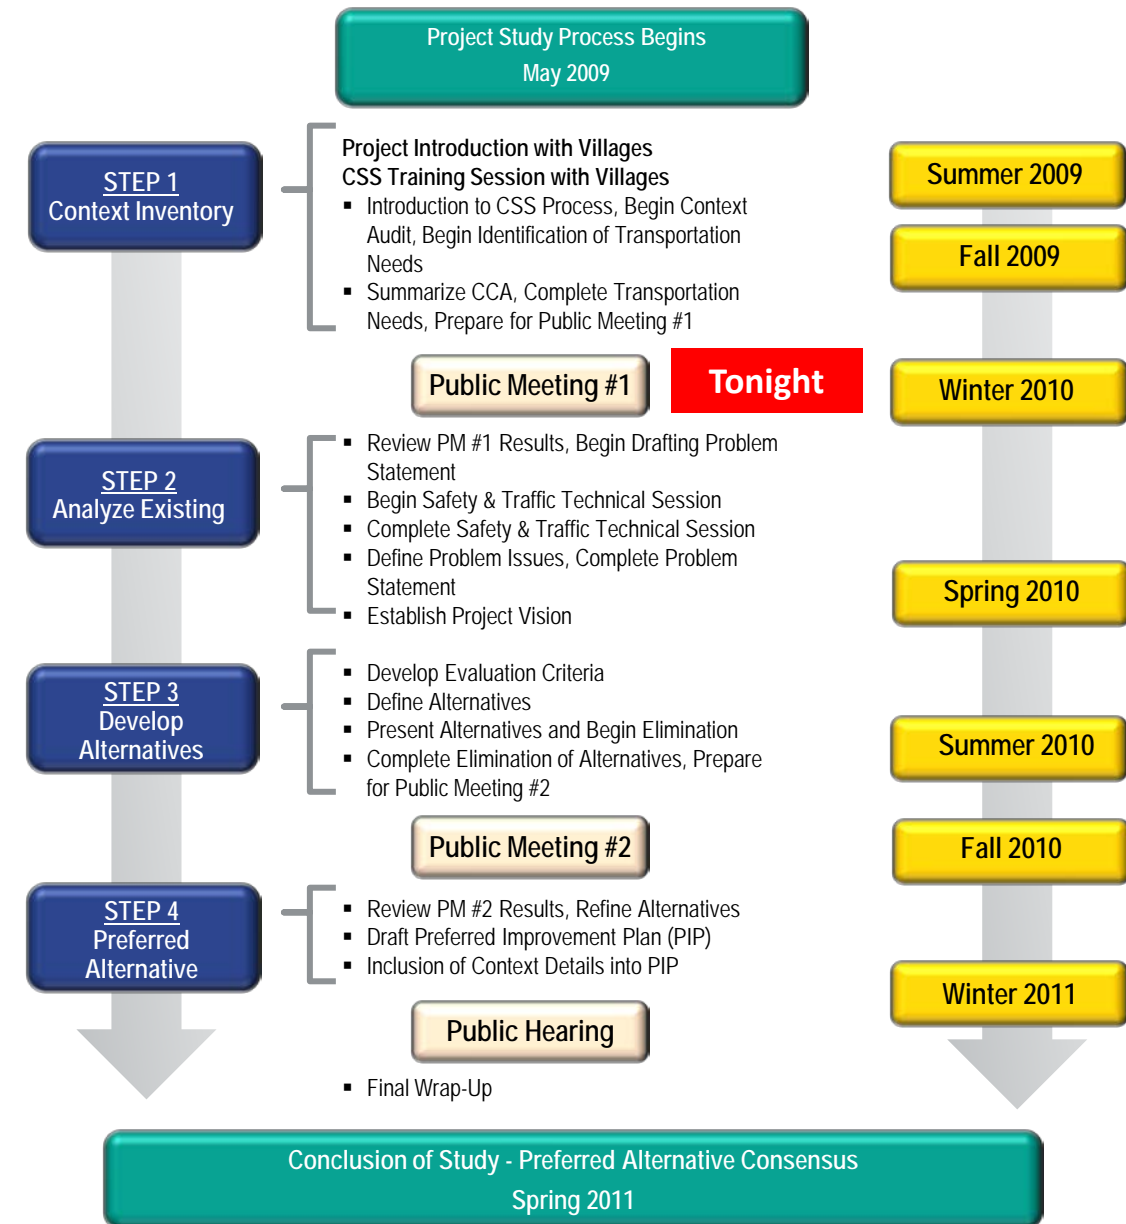 Project Study Process Begins
May 2009
STEP 1
Context Inventory
Project Introduction with Villages
CSS Training Session with Villages
▪ Introduction to CSS Process, Begin Context
Audit, Begin Identification of Transportation
Needs
▪ Summarize CCA, Complete Transportation
Needs, Prepare for Public Meeting #1
Summer 2009
Fall 2009
Public Meeting #1
Tonight
Winter 2010
STEP 2
Analyze Existing
▪ Review PM #1 Results, Begin Drafting Problem
Statement
▪ Begin Safety & Traffic Technical Session
▪ Complete Safety & Traffic Technical Session
▪ Define Problem Issues, Complete Problem
Statement
▪ Establish Project Vision
Spring 2010
STEP 3
Develop
Alternatives
▪ Develop Evaluation Criteria
▪ Define Alternatives
▪ Present Alternatives and Begin Elimination
▪ Complete Elimination of Alternatives, Prepare
for Public Meeting #2
Summer 2010
Public Meeting #2
Fall 2010
STEP 4
Preferred
Alternative
▪ Review PM #2 Results, Refine Alternatives
▪ Draft Preferred Improvement Plan (PIP)
▪ Inclusion of Context Details into PIP
Winter 2011
Public Hearing
▪ Final Wrap-Up
Conclusion of Study - Preferred Alternative Consensus
Spring 2011